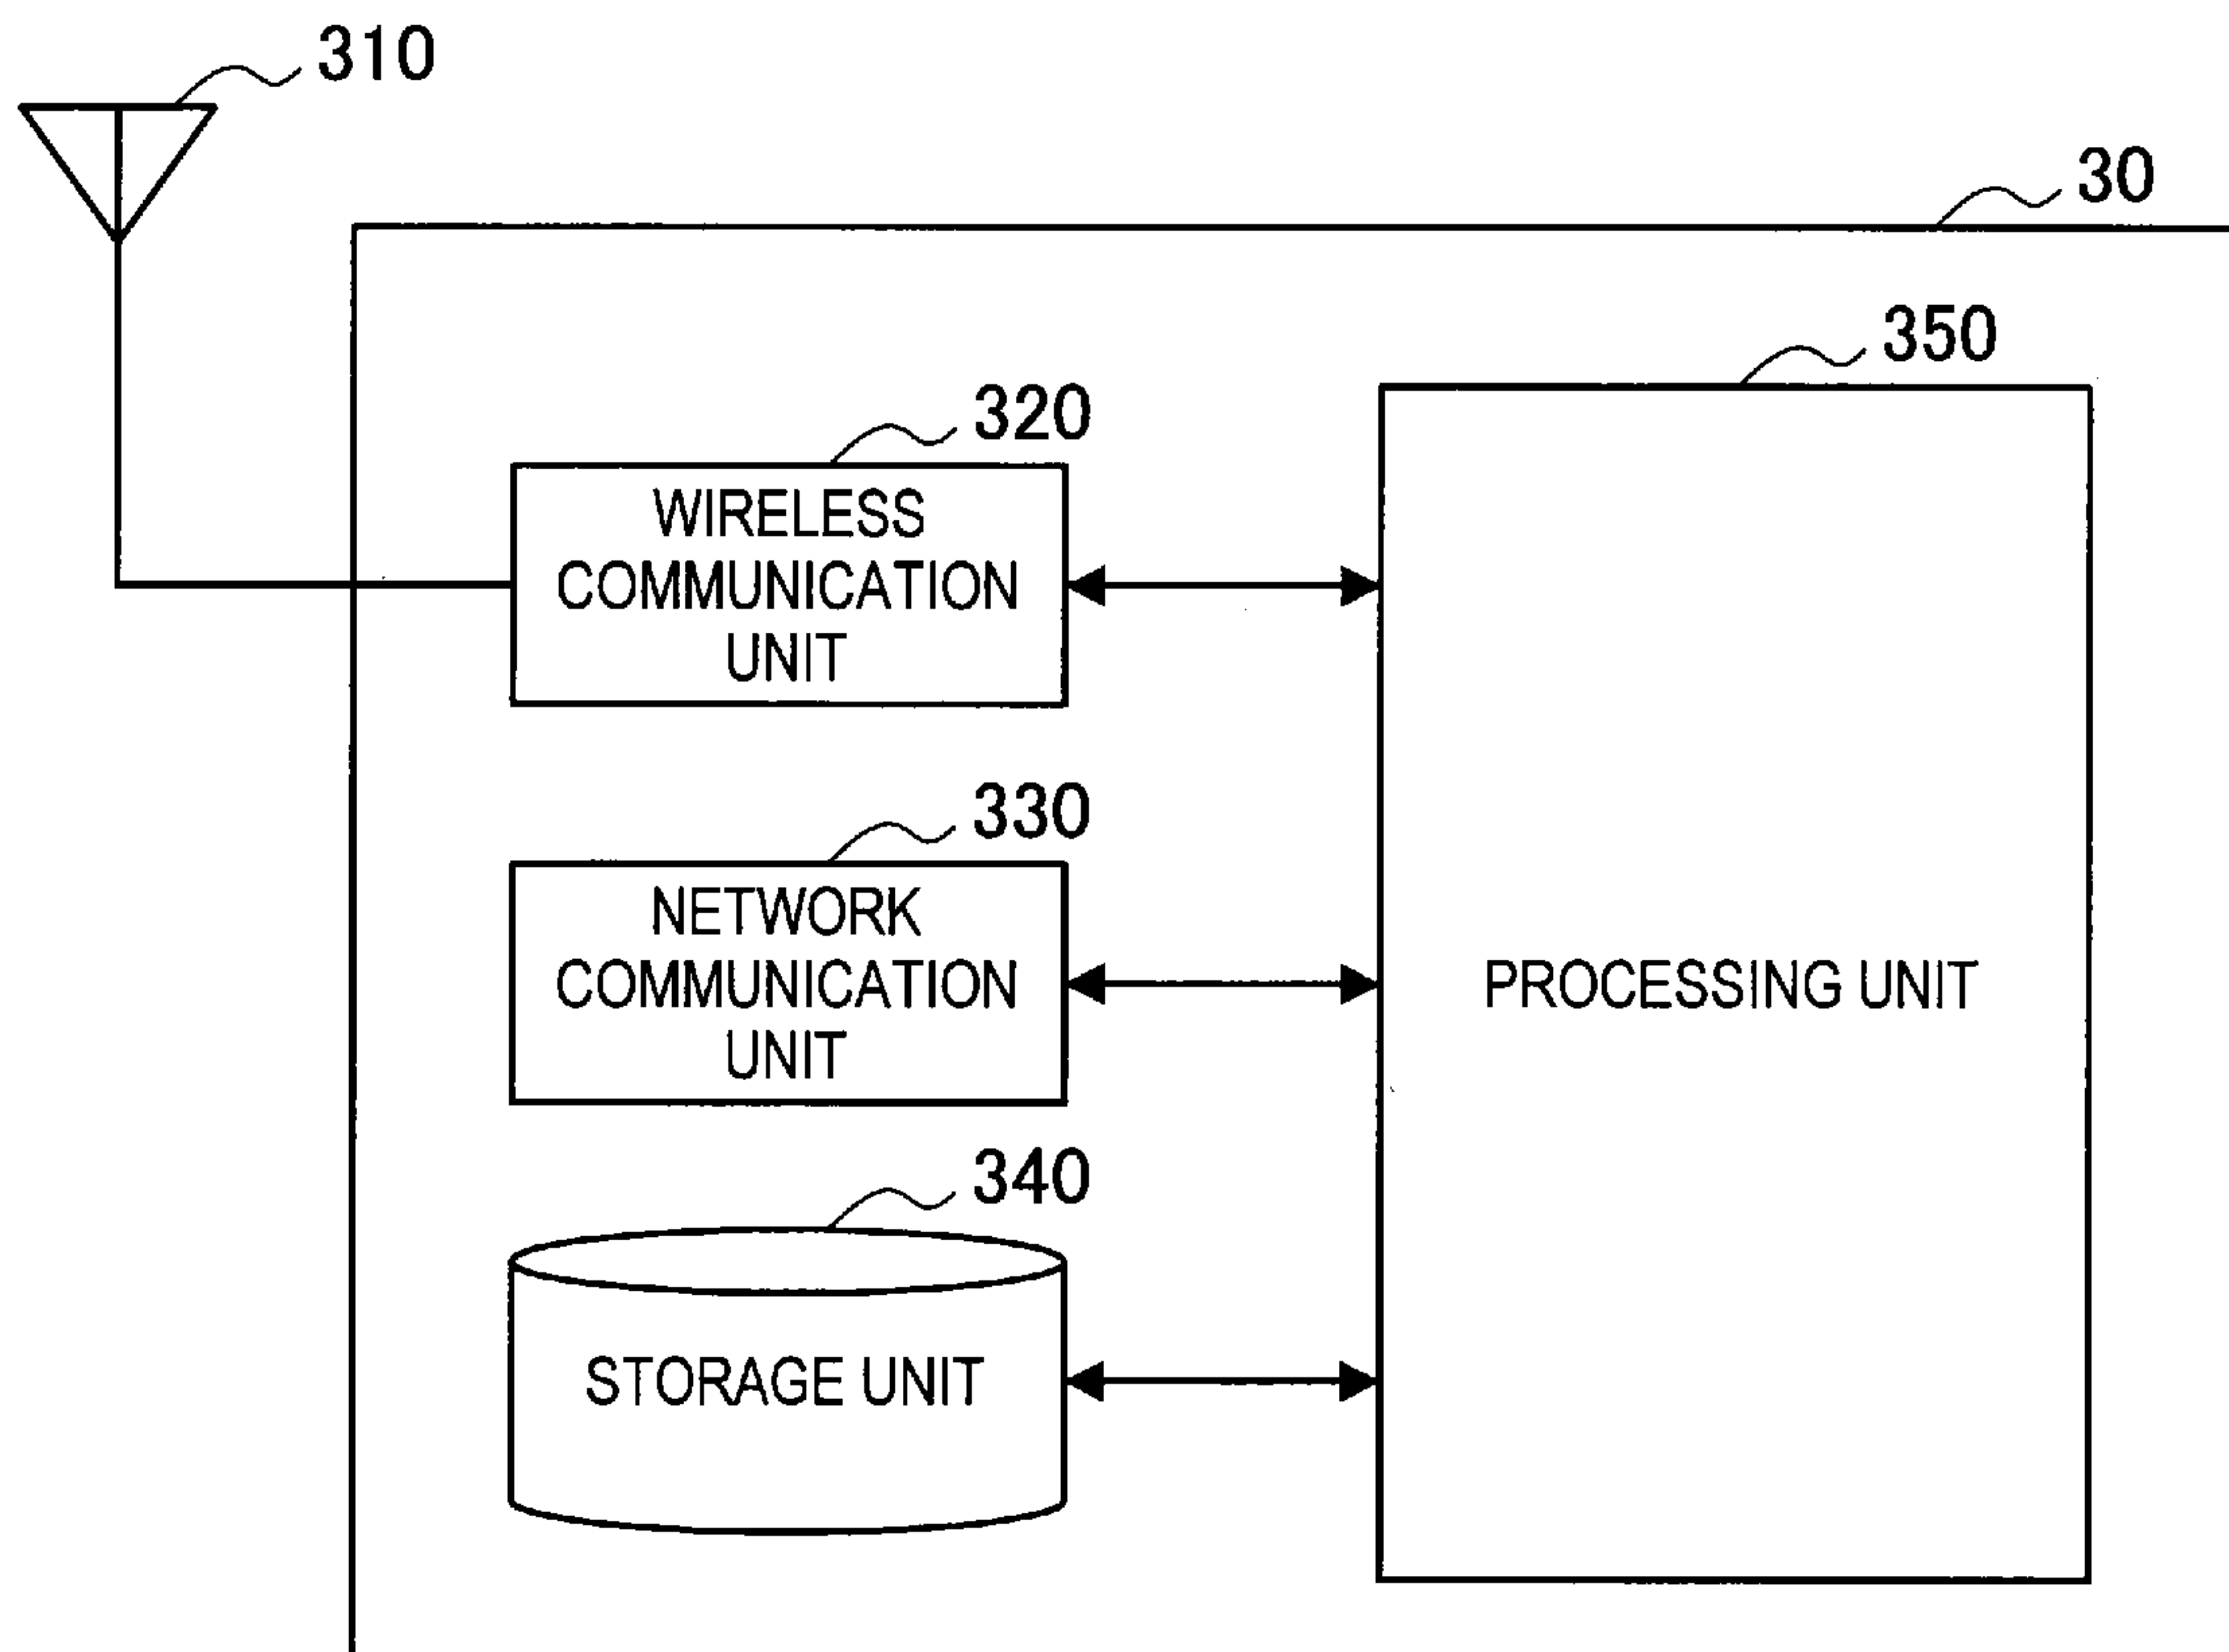 310
30
350
320
WIRELESS
COMMUNICATION
UNIT
330
NETWORK
COMMUNICATION
UNIT
PROCESSING UNIT
340
STORAGE UNIT